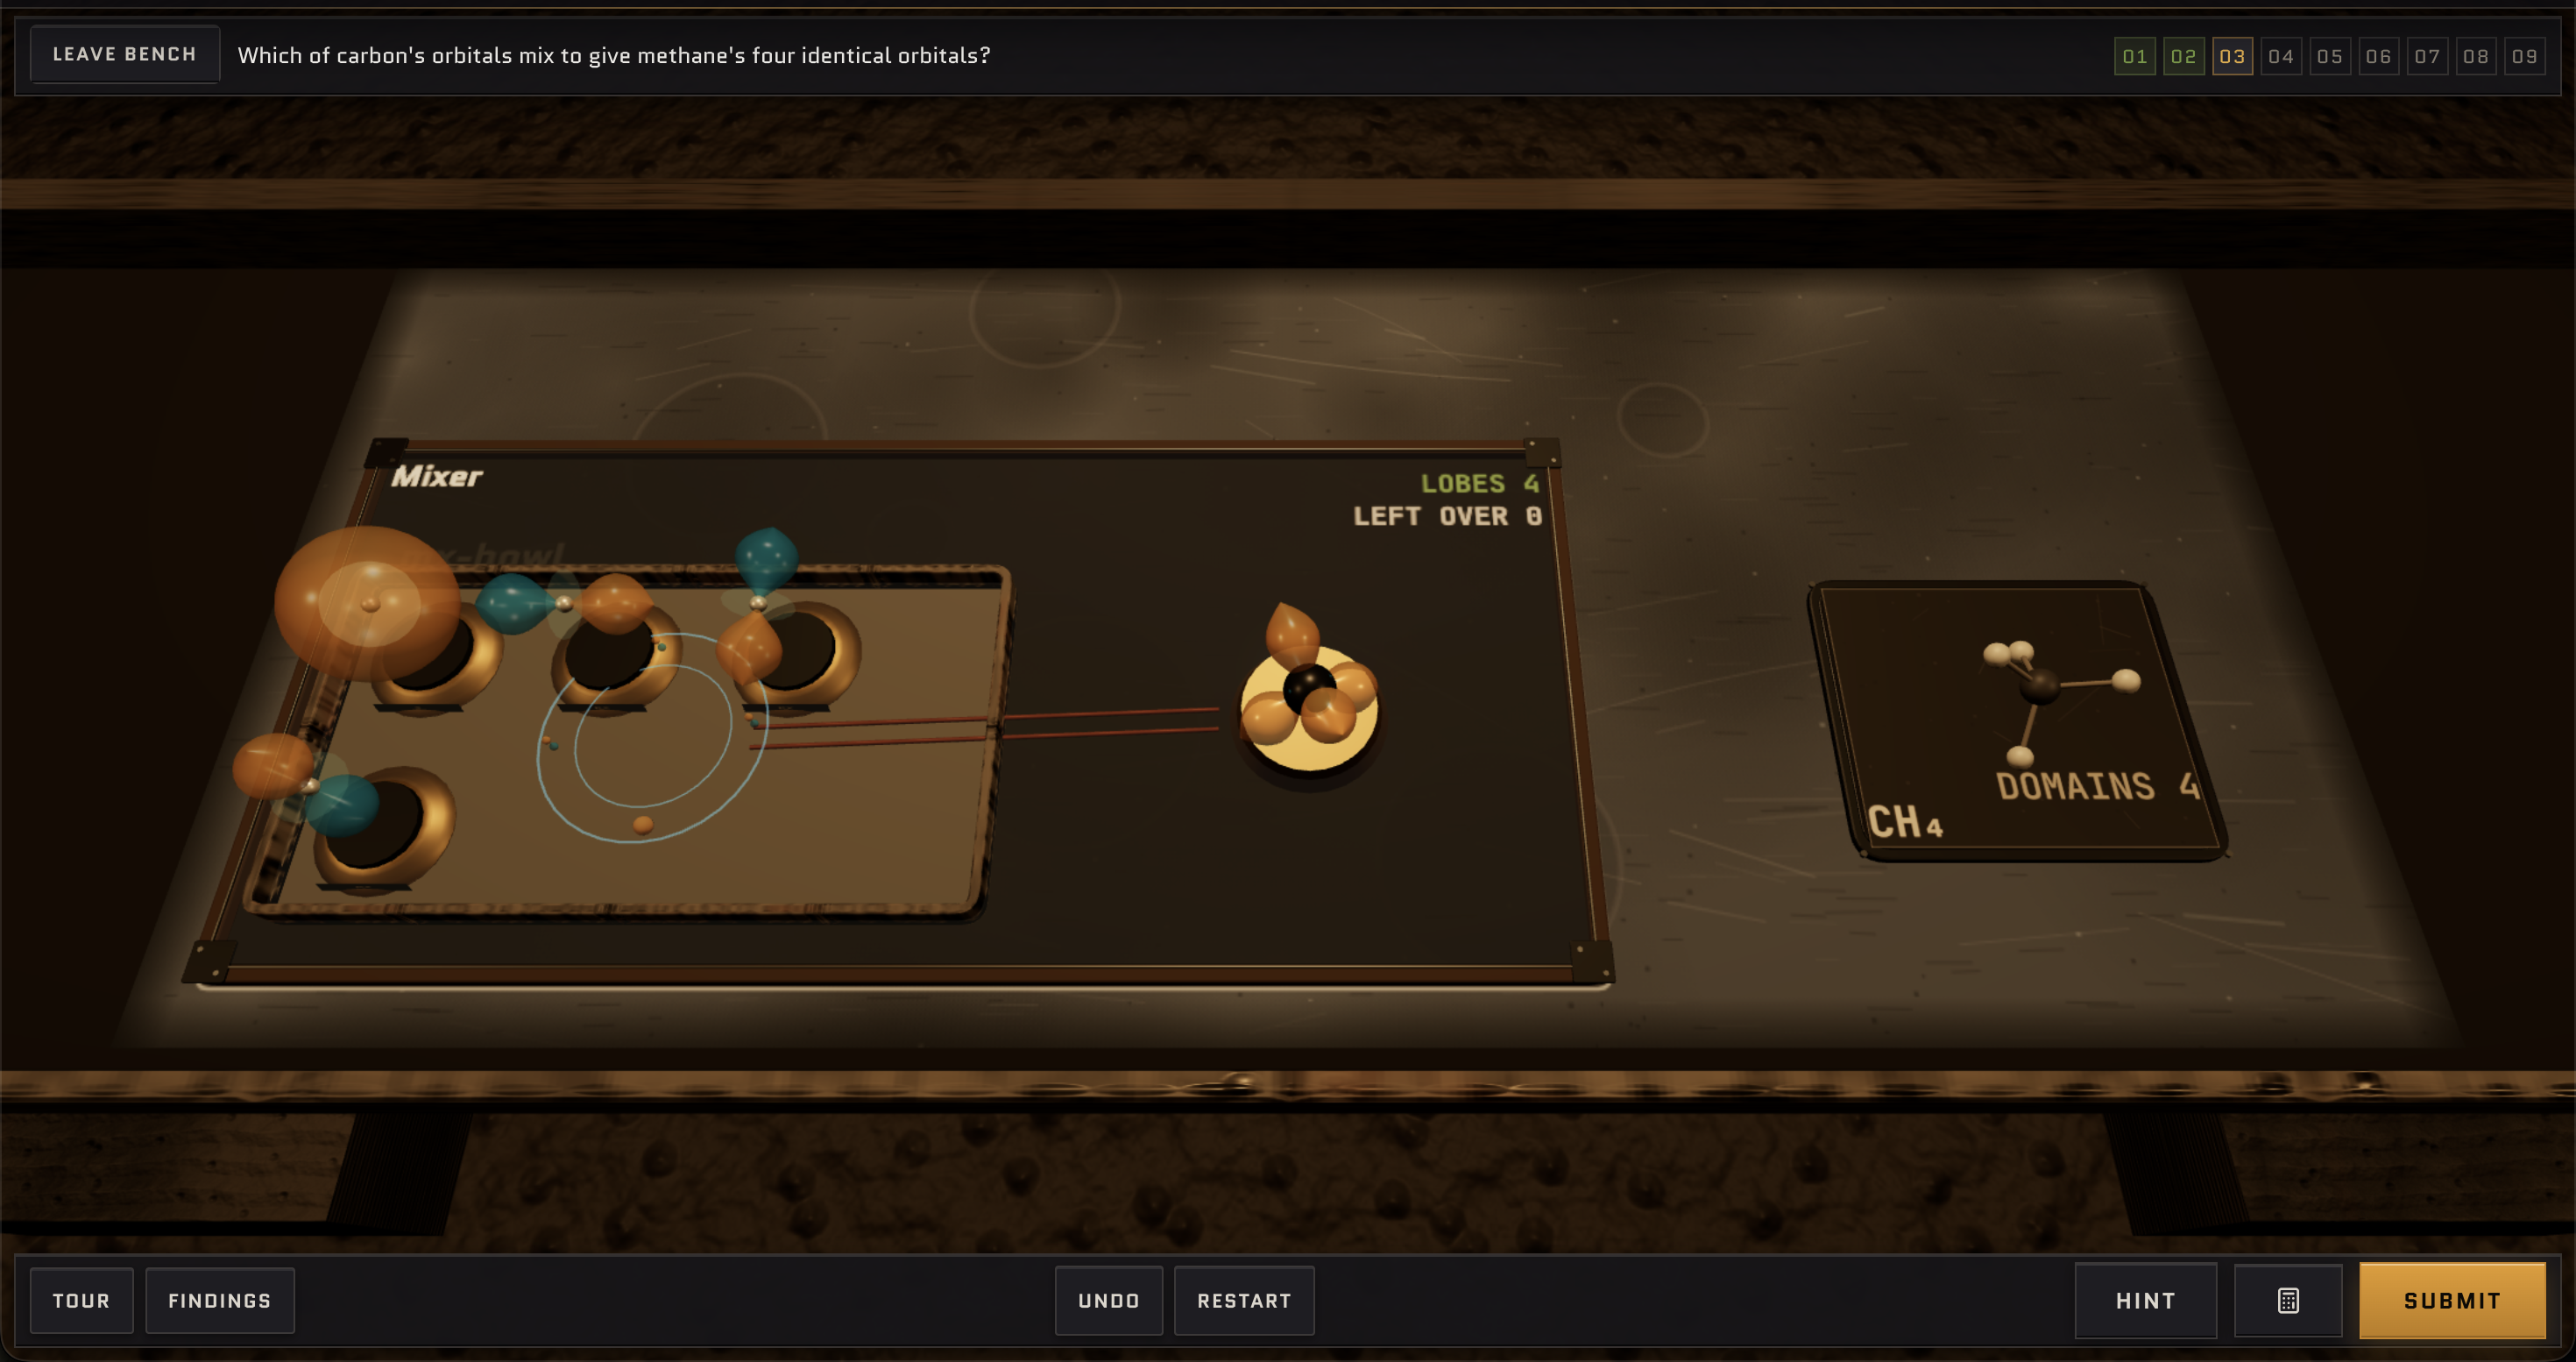 LEAVE BENCH
Which of carbon's orbitals mix to give methane's four identical orbitals?
01 02 03 04 05 06 07 08 09
Mixer
LOBES 4
LEFT OVER 0
DOMAINS 4
CH₄
TOUR
FINDINGS
UNDO
RESTART
HINT
SUBMIT